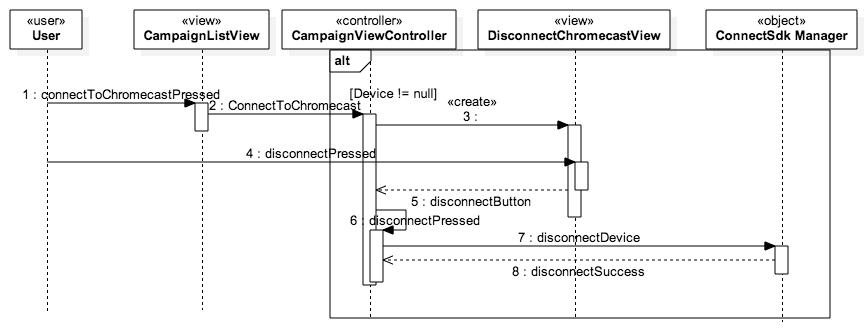 «user»
User
«view»
CampaignListView
«controller»
CampaignViewController
«view»
DisconnectChromecastView
«object»
ConnectSdk Manager
alt
[Device != null]
1 : connectToChromecastPressed
2 : ConnectToChromecast
«create»
3 :
4 : disconnectPressed
5 : disconnectButton
6 : disconnectPressed
7 : disconnectDevice
8 : disconnectSuccess